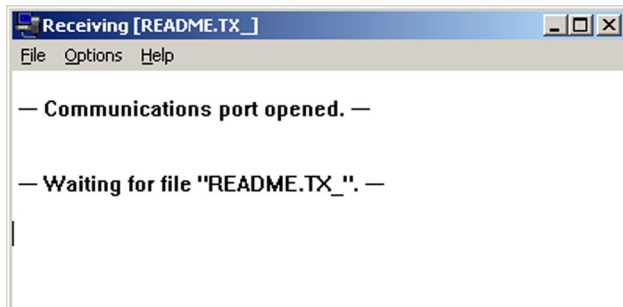 Receiving [README.TX_]
File Options Help
— Communications port opened. —
— Waiting for file "README.TX_". —